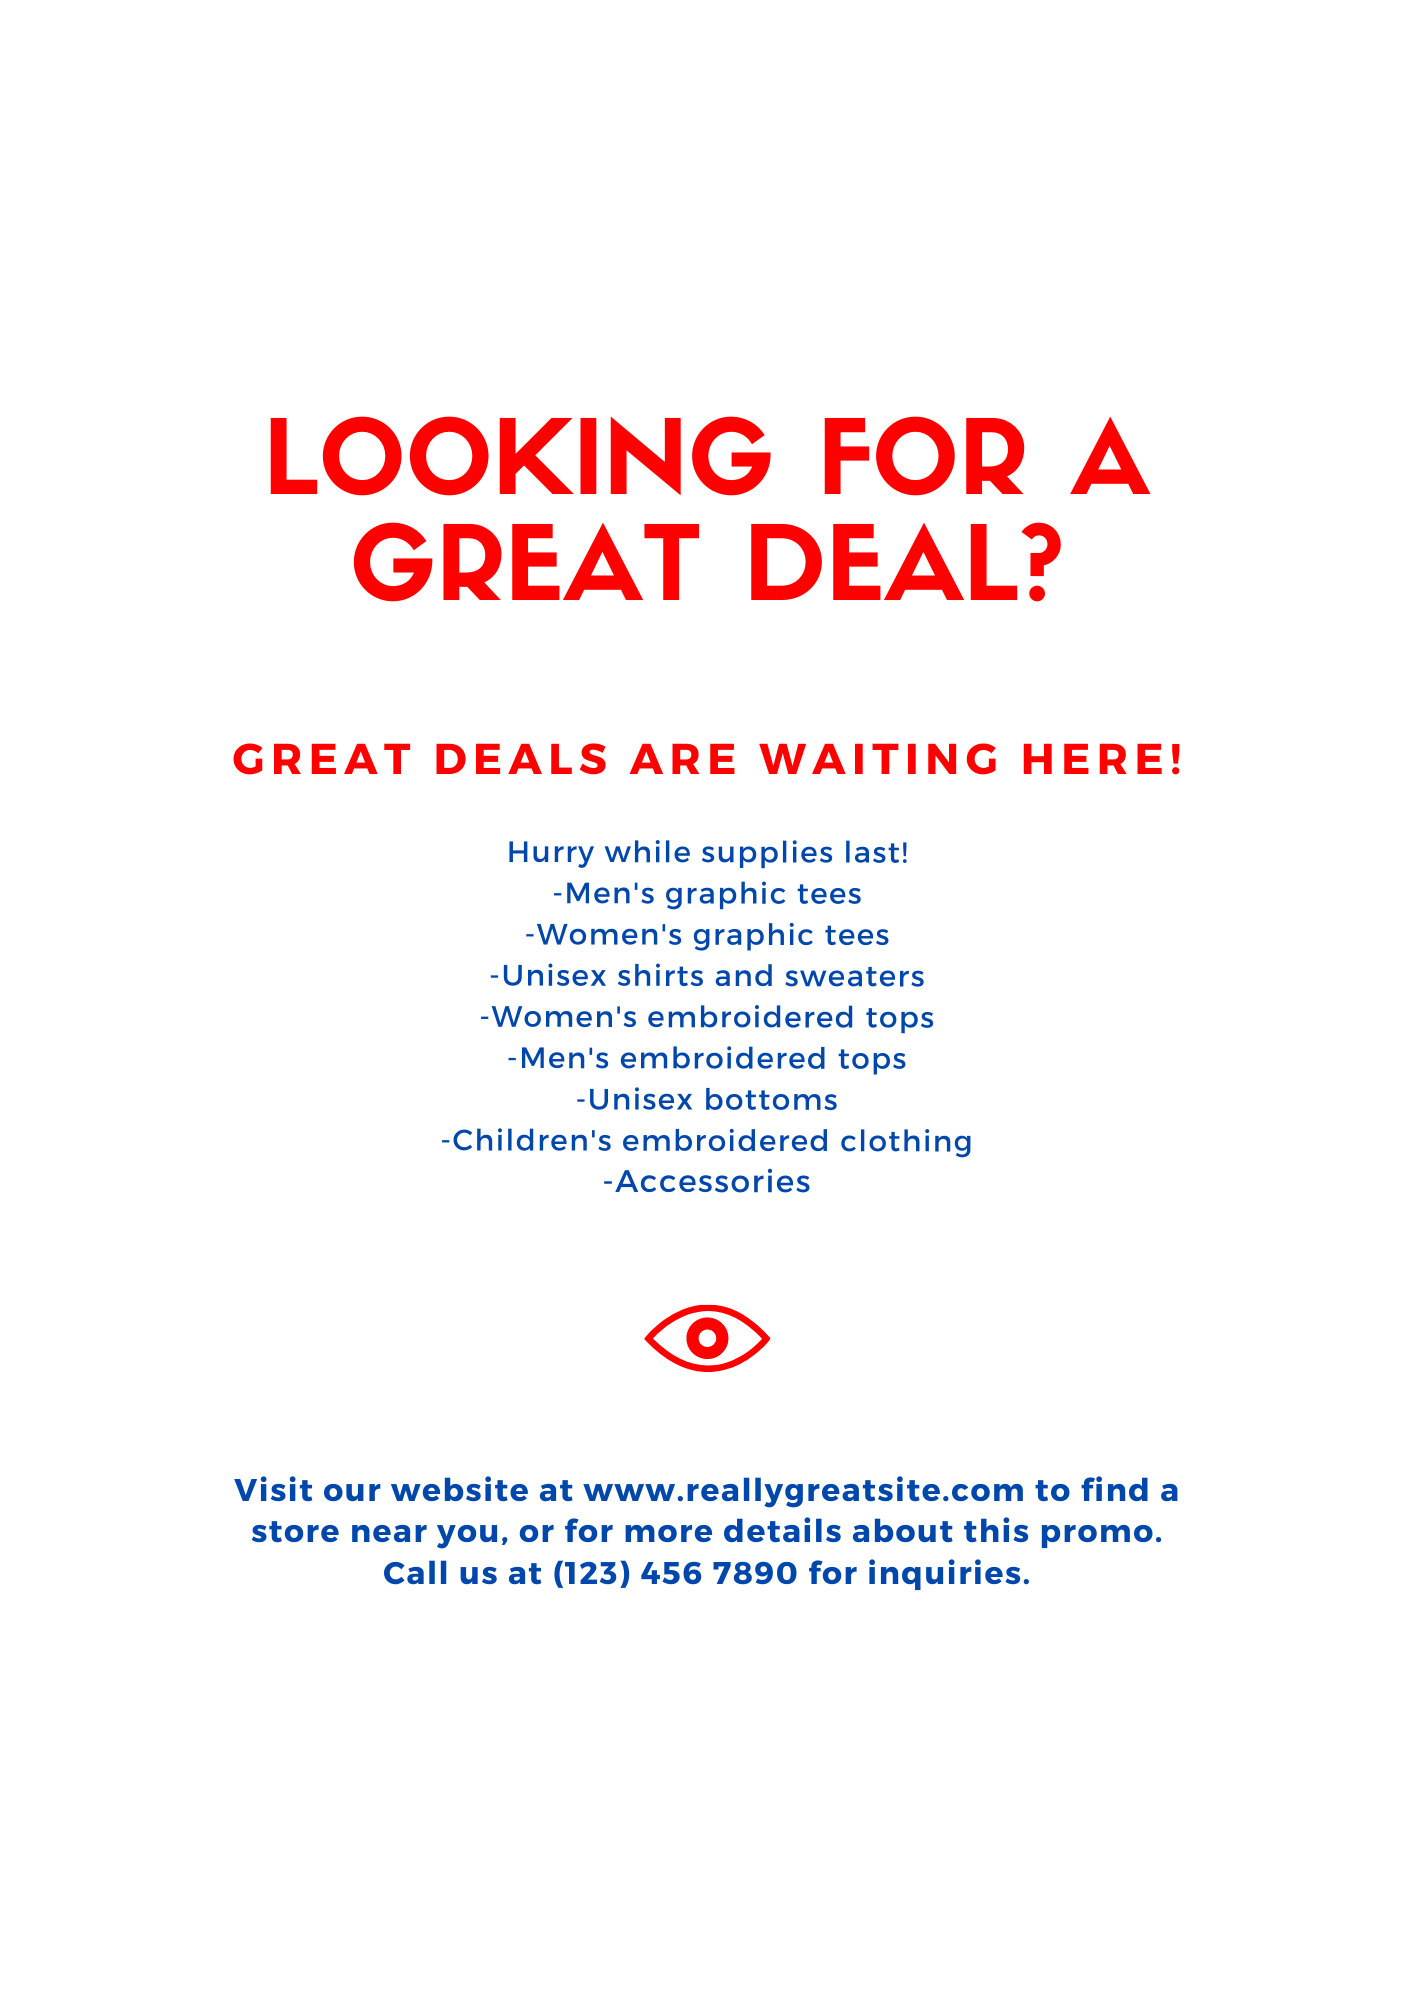 LOOKING FOR A
GREAT DEAL?
GREAT DEALS ARE WAITING HERE!
Hurry while supplies last!
-Men's graphic tees
-Women's graphic tees
-Unisex shirts and sweaters
-Women's embroidered tops
-Men's embroidered tops
-Unisex bottoms
-Children's embroidered clothing
-Accessories
Visit our website at www.reallygreatsite.com to find a
store near you, or for more details about this promo.
Call us at (123) 456 7890 for inquiries.